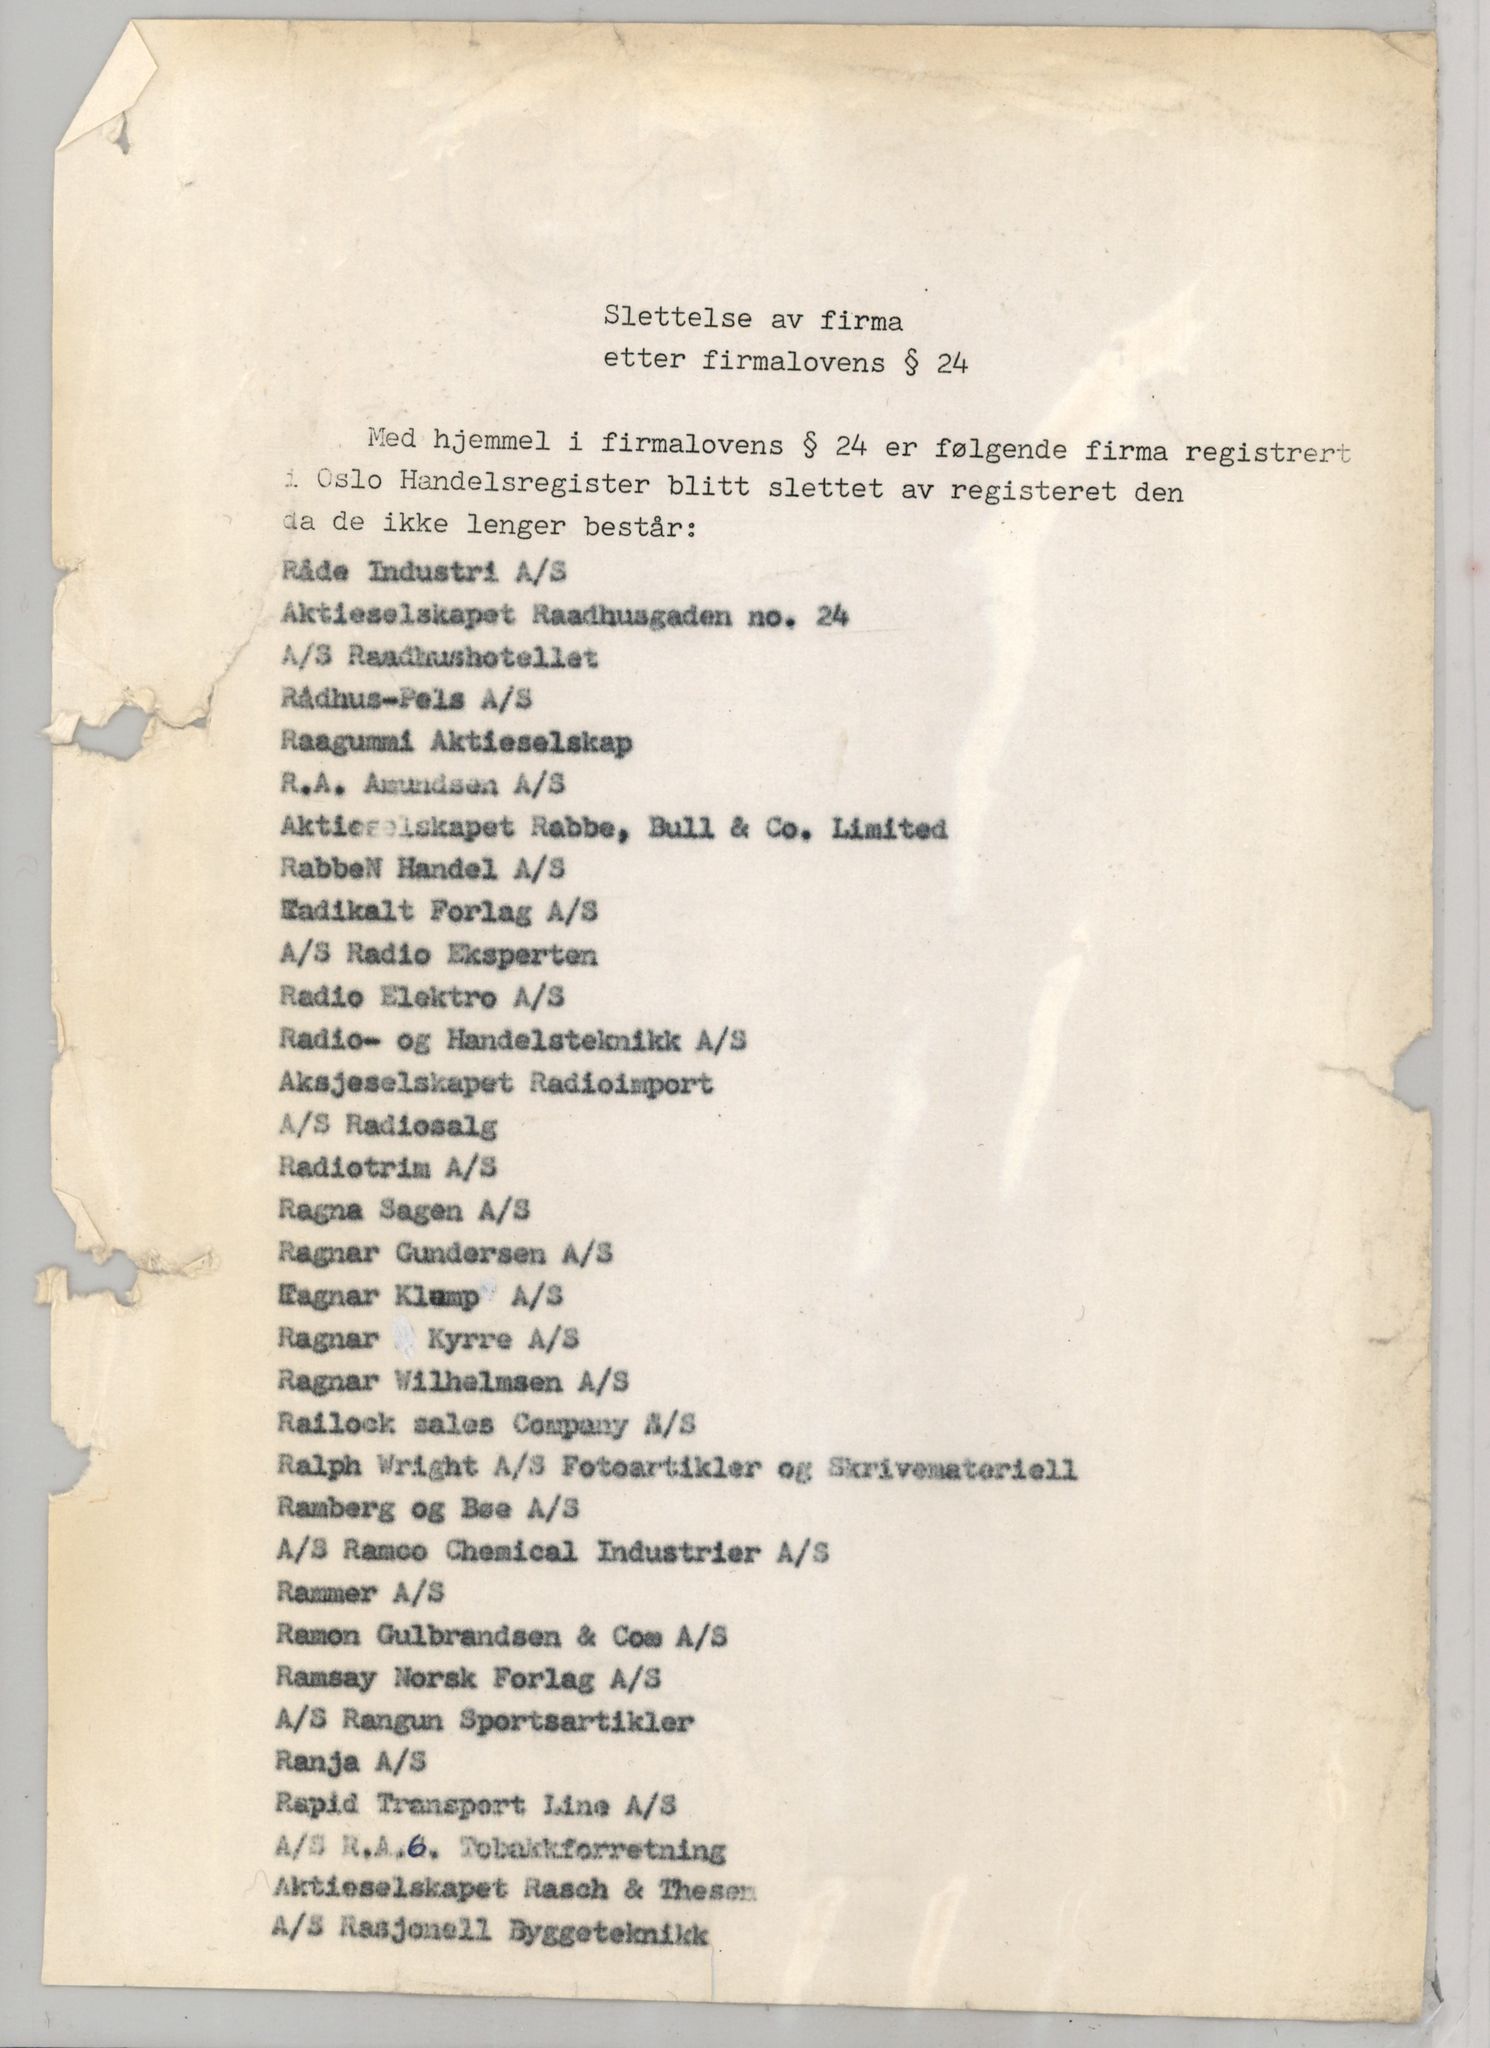 Slettelse av firma
etter firmalovens § 24
Med hjemmel i firmalovens § 24 er følgende firma registrert
i Oslo Handelsregister blitt slettet av registeret den
da de ikke lenger består:
Råde Industri A/S
Aktieselskapet Raadhusgaden no. 24
A/S Raadhushotellet
Rådhus-Pels A/S
Raagummi Aktieselskap
R.A. Amundsen A/S
Aktieselskapet Rabbe, Bull & Co. Limited
RabbeN Handel A/S
Radikalt Forlag A/S
A/S Radio Eksperten
Radio Elektro A/S
Radio- og Handelsteknikk A/S
Aksjeselskapet Radioimport
A/S Radiosalg
Radiotrim A/S
Ragna Sagen A/S
Ragnar Gundersen A/S
Ragnar Klump A/S
Ragnar Kyrre A/S
Ragnar Wilhelmsen A/S
Railock sales Company A/S
Ralph Wright A/S Fotoartikler og Skrivemateriell
Ramberg og Bøe A/S
A/S Ramco Chemical Industrier A/S
Rammer A/S
Ramon Gulbrandsen & Co A/S
Ramsay Norsk Forlag A/S
A/S Rangun Sportsartikler
Ranja A/S
Rapid Transport Line A/S
A/S R.A.G. Tobakkforretning
Aktieselskapet Rasch & Thesen
A/S Rasjonell Byggeteknikk